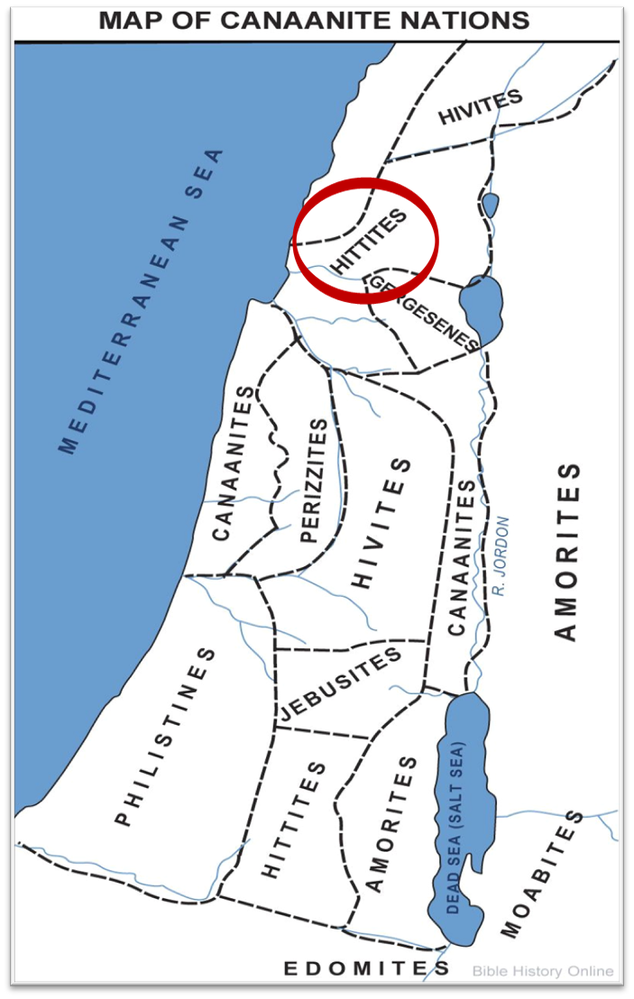 MAP OF CANAANITE NATIONS
HIVITES
MEDITERRANEAN SEA
HITTITES
GERGESENES
CANAANITES
PERIZZITES
HIVITES
CANAANITES
R. JORDON
AMORITES
JEBUSITES
PHILISTINES
HITTITES
AMORITES
DEAD SEA (SALT SEA)
MOABITES
EDOMITES
Bible History Online